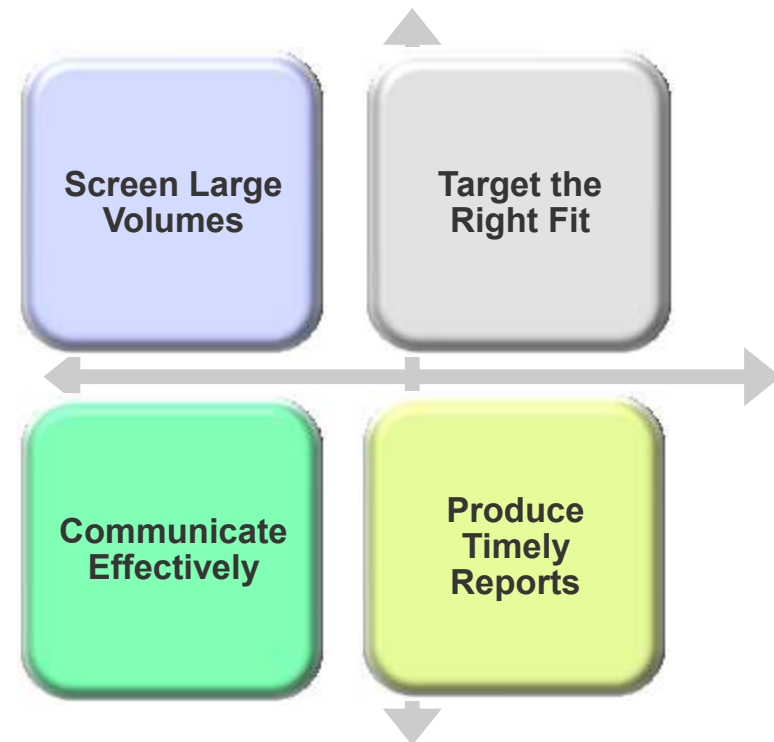 Screen Large
Volumes
Target the
Right Fit
Communicate
Effectively
Produce
Timely
Reports